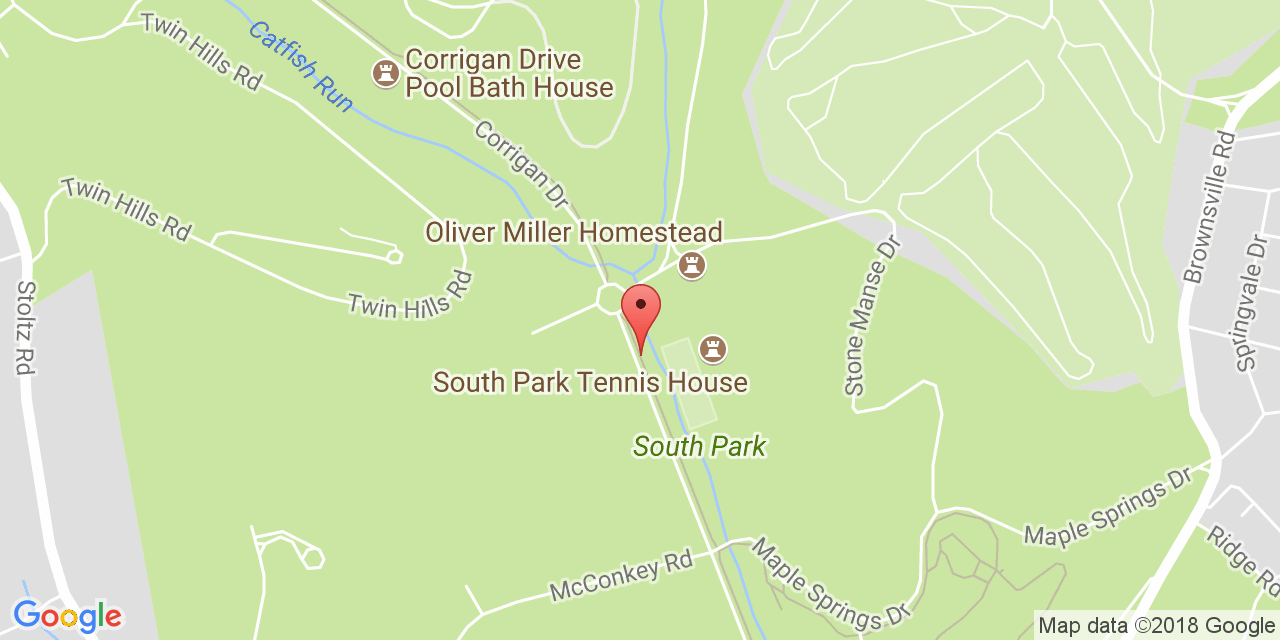 Twin Hills Rd
Catfish Run
Corrigan Drive
Pool Bath House
Corrigan Dr
Brownsville Rd
Twin Hills Rd
Oliver Miller Homestead
Stone Manse Dr
Springvale Dr
Twin Hills Rd
Stoltz Rd
South Park Tennis House
South Park
Maple Springs Dr
McConkey Rd
Maple Springs Dr
Ridge Rd
Google
Map data ©2018 Google